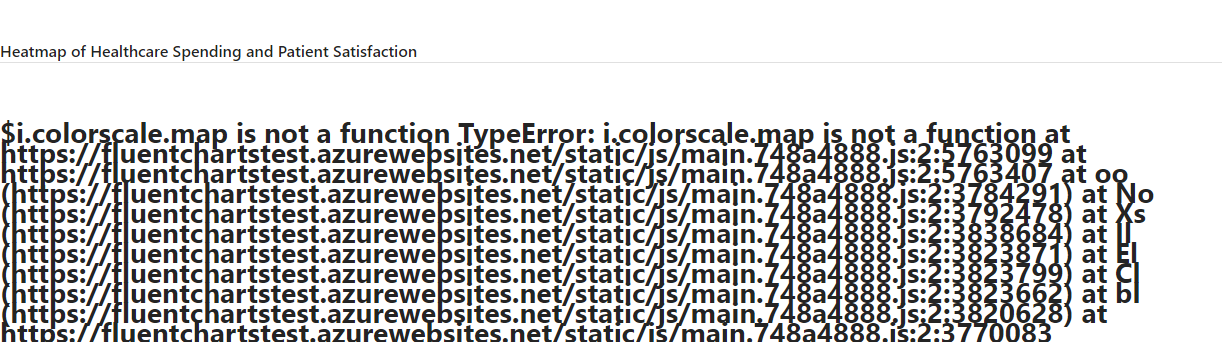 Heatmap of Healthcare Spending and Patient Satisfaction
$i.colorscale.map is not a function TypeError: i.colorscale.map is not a function at
https://fluentchartstest.azurewebsites.net/static/js/main.748a4888.js:2:5763099 at
https://fluentchartstest.azurewebsites.net/static/js/main.748a4888.js:2:5763407 at oo
(https://fluentchartstest.azurewebsites.net/static/js/main.748a4888.js:2:3784291) at No
(https://fluentchartstest.azurewebsites.net/static/js/main.748a4888.js:2:3792478) at Xs
(https://fluentchartstest.azurewebsites.net/static/js/main.748a4888.js:2:3838684) at Il
(https://fluentchartstest.azurewebsites.net/static/js/main.748a4888.js:2:3823871) at El
(https://fluentchartstest.azurewebsites.net/static/js/main.748a4888.js:2:3823799) at Cl
(https://fluentchartstest.azurewebsites.net/static/js/main.748a4888.js:2:3823662) at bl
(https://fluentchartstest.azurewebsites.net/static/js/main.748a4888.js:2:3820628) at
https://fluentchartstest.azurewebsites.net/static/js/main.748a4888.js:2:3770083